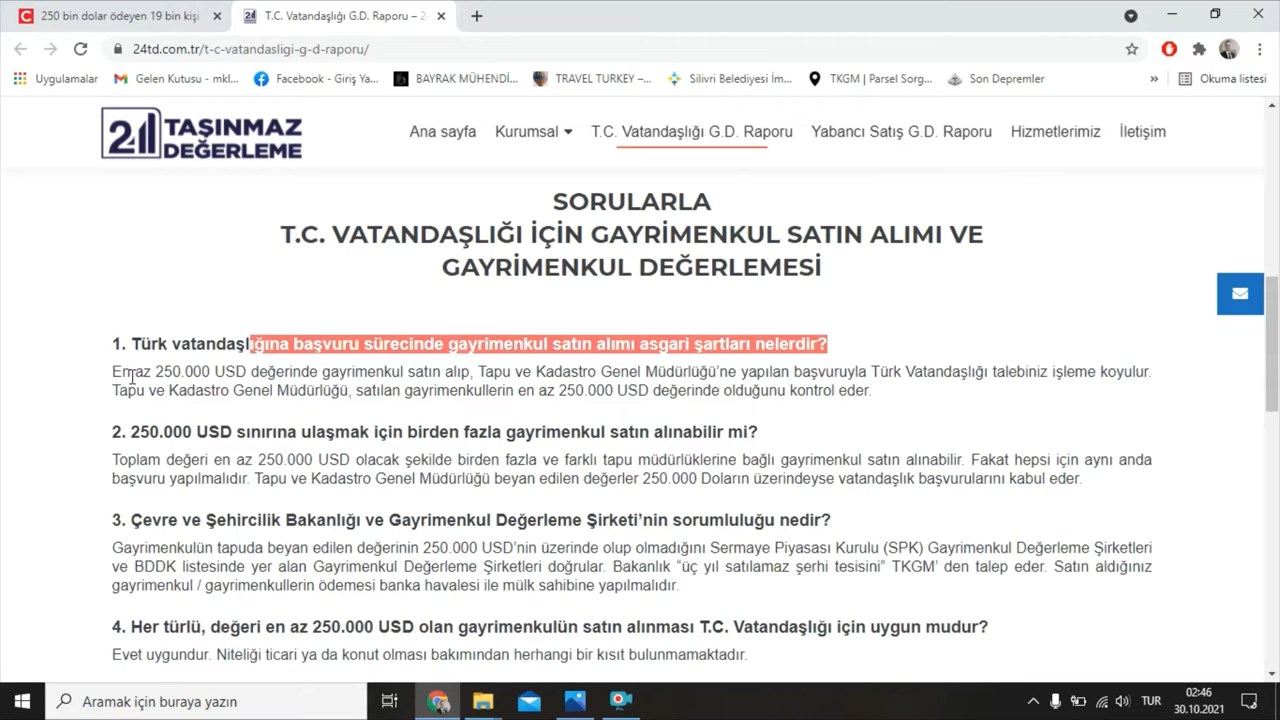 250 bin dolar ödeyen 19 bin kişi
T.C. Vatandaşlığı G.D. Raporu – 2
24td.com.tr/t-c-vatandasligi-g-d-raporu/
Uygulamalar
Gelen Kutusu - mkl...
Facebook - Giriş Ya...
BAYRAK MÜHENDİ...
TRAVEL TURKEY –...
Silivri Belediyesi İm...
TKGM | Parsel Sorg...
Son Depremler
»
Okuma listesi
24 TAŞINMAZ
DEĞERLEME
Ana sayfa
Kurumsal
T.C. Vatandaşlığı G.D. Raporu
Yabancı Satış G.D. Raporu
Hizmetlerimiz
İletişim
SORULARLA
T.C. VATANDAŞLIĞI İÇİN GAYRİMENKUL SATIN ALIMI VE
GAYRİMENKUL DEĞERLEMESİ
1. Türk vatandaşlığına başvuru sürecinde gayrimenkul satın alımı asgari şartları nelerdir?
En az 250.000 USD değerinde gayrimenkul satın alıp, Tapu ve Kadastro Genel Müdürlüğü’ne yapılan başvuruyla Türk Vatandaşlığı talebiniz işleme koyulur.
Tapu ve Kadastro Genel Müdürlüğü, satılan gayrimenkullerin en az 250.000 USD değerinde olduğunu kontrol eder.
2. 250.000 USD sınırına ulaşmak için birden fazla gayrimenkul satın alınabilir mi?
Toplam değeri en az 250.000 USD olacak şekilde birden fazla ve farklı tapu müdürlüklerine bağlı gayrimenkul satın alınabilir. Fakat hepsi için aynı anda
başvuru yapılmalıdır. Tapu ve Kadastro Genel Müdürlüğü beyan edilen değerler 250.000 Doların üzerindeyse vatandaşlık başvurularını kabul eder.
3. Çevre ve Şehircilik Bakanlığı ve Gayrimenkul Değerleme Şirketi’nin sorumluluğu nedir?
Gayrimenkulün tapuda beyan edilen değerinin 250.000 USD’nin üzerinde olup olmadığını Sermaye Piyasası Kurulu (SPK) Gayrimenkul Değerleme Şirketleri
ve BDDK listesinde yer alan Gayrimenkul Değerleme Şirketleri doğrular. Bakanlık “üç yıl satılamaz şerhi tesisini” TKGM’ den talep eder. Satın aldığınız
gayrimenkul / gayrimenkullerin ödemesi banka havalesi ile mülk sahibine yapılmalıdır.
4. Her türlü, değeri en az 250.000 USD olan gayrimenkulün satın alınması T.C. Vatandaşlığı için uygun mudur?
Evet uygundur. Niteliği ticari ya da konut olması bakımından herhangi bir kısıt bulunmamaktadır.
Aramak için buraya yazın
TUR
02:46
30.10.2021